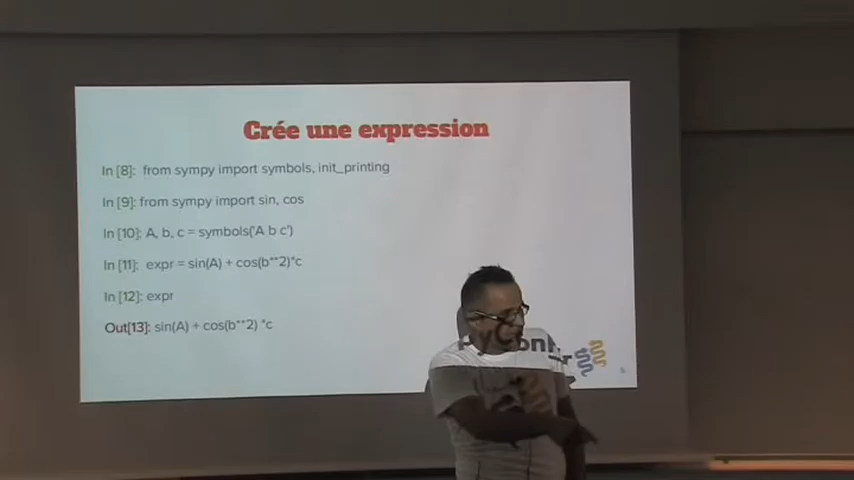 Crée une expression
In [8]: from sympy import symbols, init_printing
In [9]: from sympy import sin, cos
In [10]: A, b, c = symbols('A b c')
In [11]: expr = sin(A) + cos(b**2)*c
In [12]: expr
Out[13]: sin(A) + cos(b**2) *c